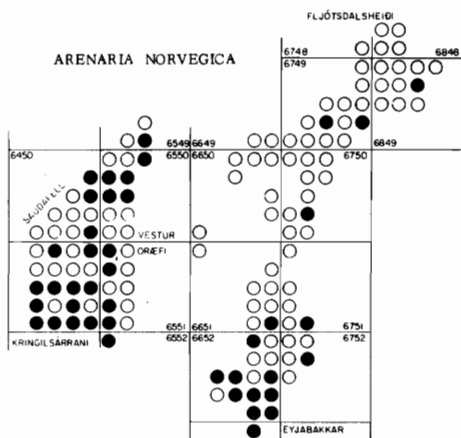 FLJÓTSDALSHEIÐI
ARENARIA NORVEGICA
6748 6848
6749
6549 6649
6450 6550 6650 6750 6849
SAUÐAFELL
VESTUR
ÖRÆFI
6551 6651 6751
KRINGILSÁRRANI 6552 6652 6752
EYJABAKKAR